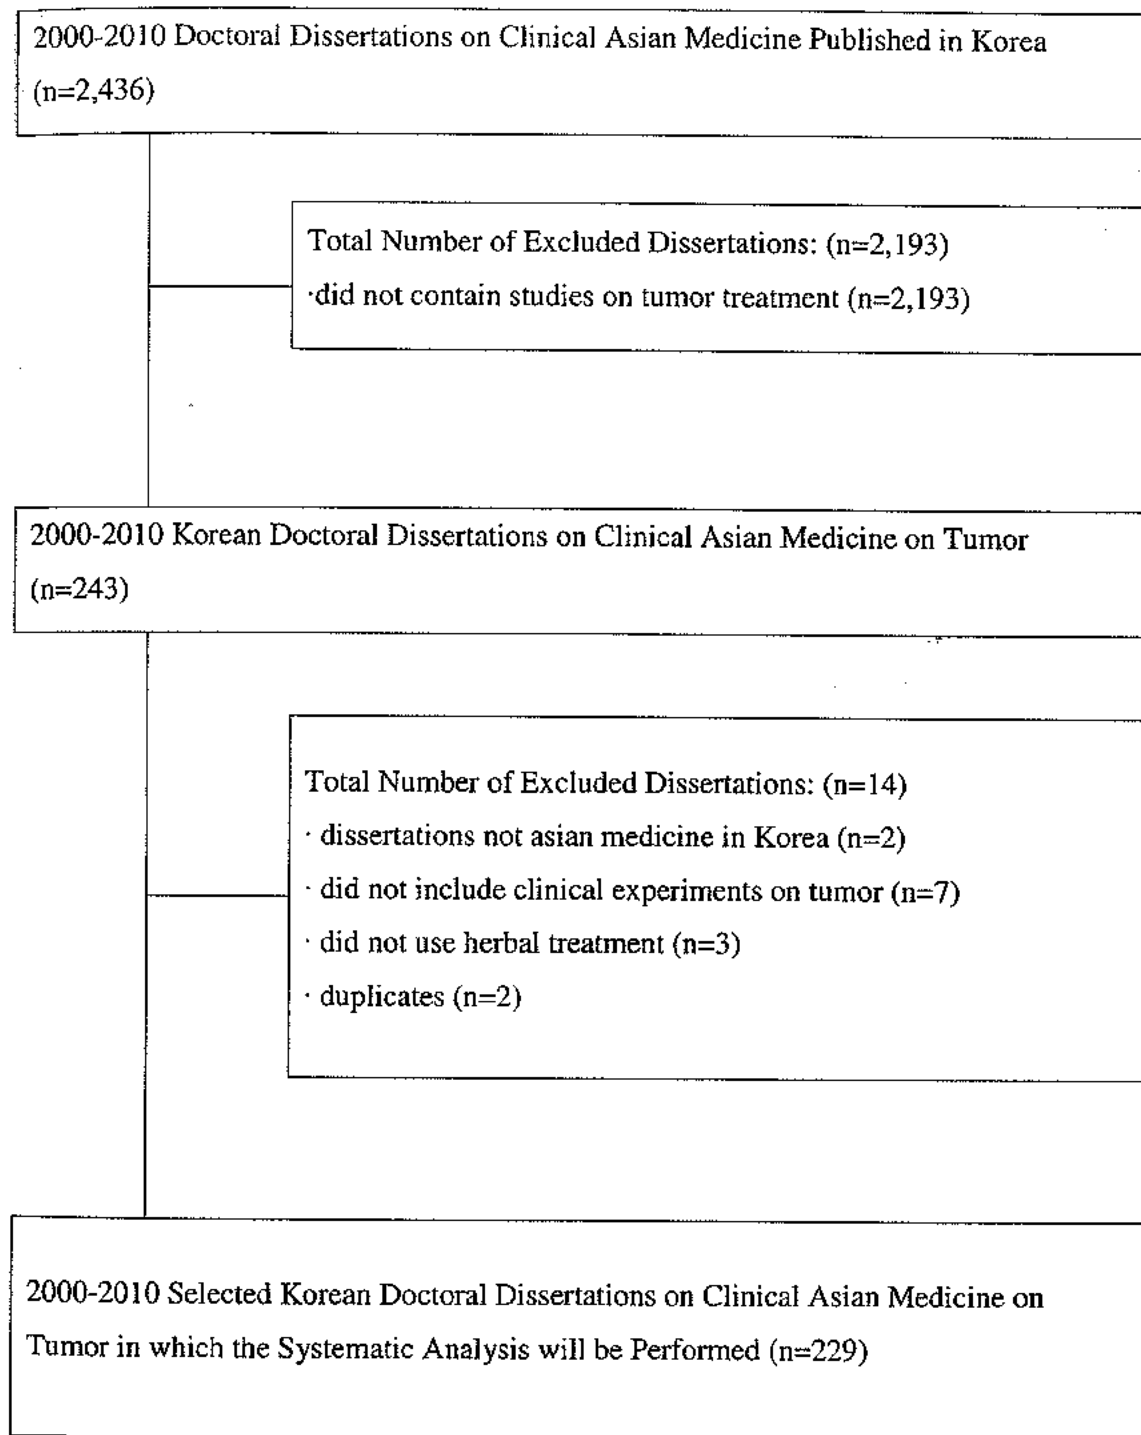 2000-2010 Doctoral Dissertations on Clinical Asian Medicine Published in Korea
(n=2,436)
Total Number of Excluded Dissertations: (n=2,193)
·did not contain studies on tumor treatment (n=2,193)
2000-2010 Korean Doctoral Dissertations on Clinical Asian Medicine on Tumor
(n=243)
Total Number of Excluded Dissertations: (n=14)
· dissertations not asian medicine in Korea (n=2)
· did not include clinical experiments on tumor (n=7)
· did not use herbal treatment (n=3)
· duplicates (n=2)
2000-2010 Selected Korean Doctoral Dissertations on Clinical Asian Medicine on
Tumor in which the Systematic Analysis will be Performed (n=229)